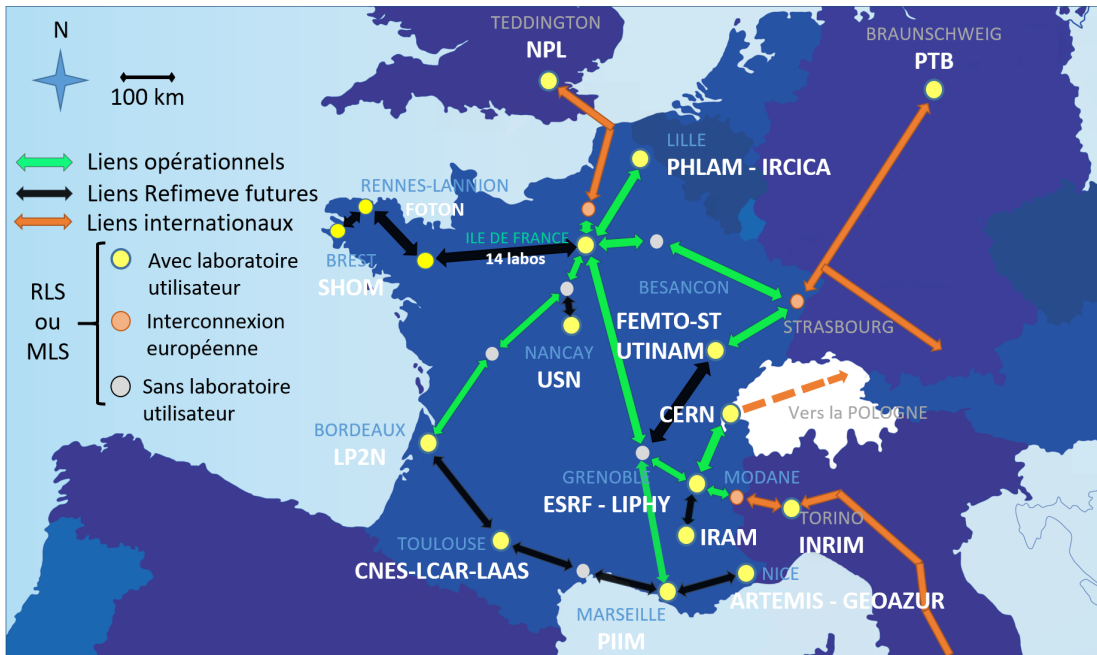 N
100 km
Liens opérationnels
Liens Refimeve futures
Liens internationaux
RLS
ou
MLS
Avec laboratoire
utilisateur
Interconnexion
européenne
Sans laboratoire
utilisateur
TEDDINGTON
NPL
BRAUNSCHWEIG
PTB
LILLE
PHLAM - IRCICA
RENNES-LANNION
FOTON
ILE DE FRANCE
14 labos
BREST
SHOM
BESANCON
FEMTO-ST
UTINAM
STRASBOURG
NANCAY
USN
CERN
Vers la POLOGNE
BORDEAUX
LP2N
GRENOBLE
ESRF - LIPHY
MODANE
TORINO
INRIM
IRAM
TOULOUSE
CNES-LCAR-LAAS
NICE
ARTEMIS - GEOAZUR
MARSEILLE
PIIM